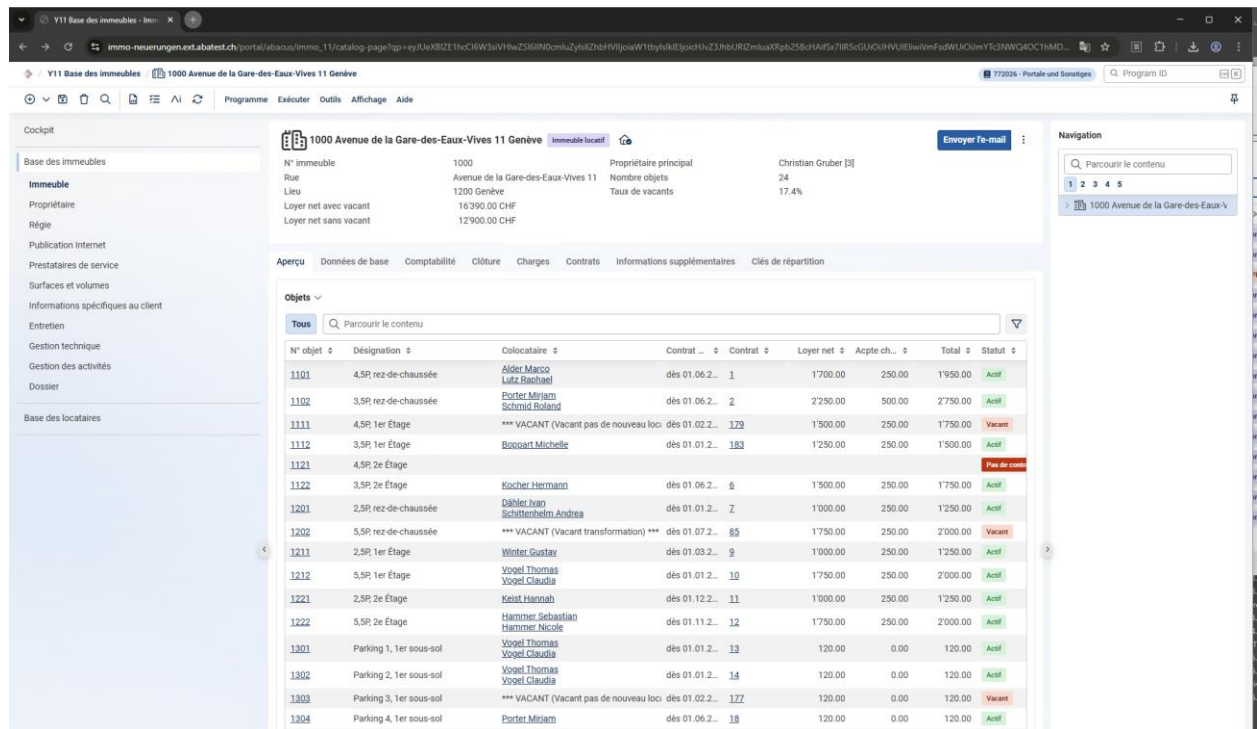 Y11 Base des immeubles - Imm
Y11 Base des immeubles / 1000 Avenue de la Gare-des-Eaux-Vives 11 Genève
772026 - Portale und Sonstiges
Program ID
Programme Exécuter Outils Affichage Aide
Cockpit
Base des immeubles
Immeuble
Propriétaire
Régie
Publication Internet
Prestataires de service
Surfaces et volumes
Informations spécifiques au client
Entretien
Gestion technique
Gestion des activités
Dossier
Base des locataires
1000 Avenue de la Gare-des-Eaux-Vives 11 Genève Immeuble locatif
Envoyer l'e-mail
N° immeuble 1000 Propriétaire principal Christian Gruber [3]
Rue Avenue de la Gare-des-Eaux-Vives 11 Nombre objets 24
Lieu 1200 Genève Taux de vacants 17.4%
Loyer net avec vacant 16'390.00 CHF
Loyer net sans vacant 12'900.00 CHF
Aperçu Données de base Comptabilité Clôture Charges Contrats Informations supplémentaires Clés de répartition
Objets
Tous Parcourir le contenu
N° objet Désignation Colocataire Contrat ... Contrat Loyer net Acpte ch... Total Statut
1101 4,5P, rez-de-chaussée Alder Marco dès 01.06.2... 1 1'700.00 250.00 1'950.00 Actif
Lutz Raphael
1102 3,5P, rez-de-chaussée Porter Mirjam dès 01.06.2... 2 2'250.00 500.00 2'750.00 Actif
Schmid Roland
1111 4,5P, 1er Étage *** VACANT (Vacant pas de nouveau loc dès 01.02.2... 179 1'500.00 250.00 1'750.00 Vacant
1112 3,5P, 1er Étage Boppart Michelle dès 01.01.2... 183 1'250.00 250.00 1'500.00 Actif
1121 4,5P, 2e Étage Pas de contr
1122 3,5P, 2e Étage Kocher Hermann dès 01.06.2... 6 1'500.00 250.00 1'750.00 Actif
1201 2,5P, rez-de-chaussée Dähler Ivan dès 01.01.2... 7 1'000.00 250.00 1'250.00 Actif
Schittenhelm Andrea
1202 5,5P, rez-de-chaussée *** VACANT (Vacant transformation) *** dès 01.07.2... 85 1'750.00 250.00 2'000.00 Vacant
1211 2,5P, 1er Étage Winter Gustav dès 01.03.2... 9 1'000.00 250.00 1'250.00 Actif
1212 5,5P, 1er Étage Vogel Thomas dès 01.01.2... 10 1'750.00 250.00 2'000.00 Actif
Vogel Claudia
1221 2,5P, 2e Étage Keist Hannah dès 01.12.2... 11 1'000.00 250.00 1'250.00 Actif
1222 5,5P, 2e Étage Hammer Sebastian dès 01.11.2... 12 1'750.00 250.00 2'000.00 Actif
Hammer Nicole
1301 Parking 1, 1er sous-sol Vogel Thomas dès 01.01.2... 13 120.00 0.00 120.00 Actif
Vogel Claudia
1302 Parking 2, 1er sous-sol Vogel Thomas dès 01.01.2... 14 120.00 0.00 120.00 Actif
Vogel Claudia
1303 Parking 3, 1er sous-sol *** VACANT (Vacant pas de nouveau loc dès 01.02.2... 177 120.00 0.00 120.00 Vacant
1304 Parking 4, 1er sous-sol Porter Mirjam dès 01.06.2... 18 120.00 0.00 120.00 Actif
Navigation
Parcourir le contenu
1 2 3 4 5
1000 Avenue de la Gare-des-Eaux-V